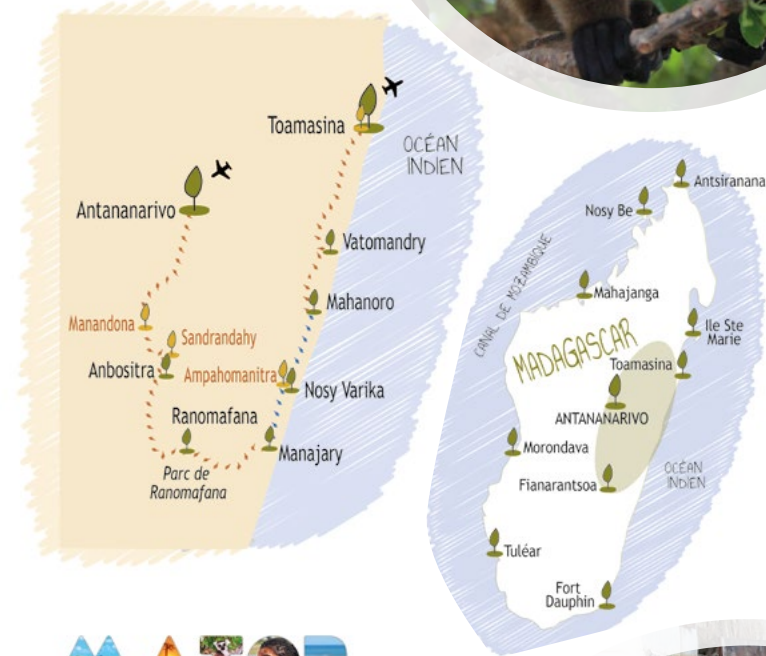 Toamasina
OCÉAN
INDIEN
Antananarivo
Vatomandry
Mahanoro
Manandona
Sandrandahy
Anbositra
Ampahomanitra
Nosy Varika
Ranomafana
Manajary
Parc de
Ranomafana
Antsiranana
Nosy Be
CANAL DE MOZAMBIQUE
Mahajanga
Ile Ste
Marie
MADAGASCAR
Toamasina
ANTANANARIVO
Morondava
OCÉAN
INDIEN
Fianarantsoa
Tuléar
Fort
Dauphin